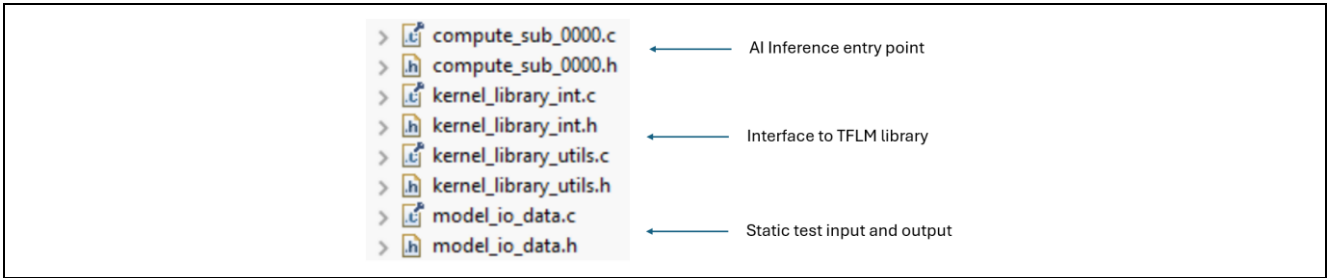 compute_sub_0000.c
AI Inference entry point
compute_sub_0000.h
kernel_library_int.c
kernel_library_int.h
Interface to TFLM library
kernel_library_utils.c
kernel_library_utils.h
model_io_data.c
Static test input and output
model_io_data.h